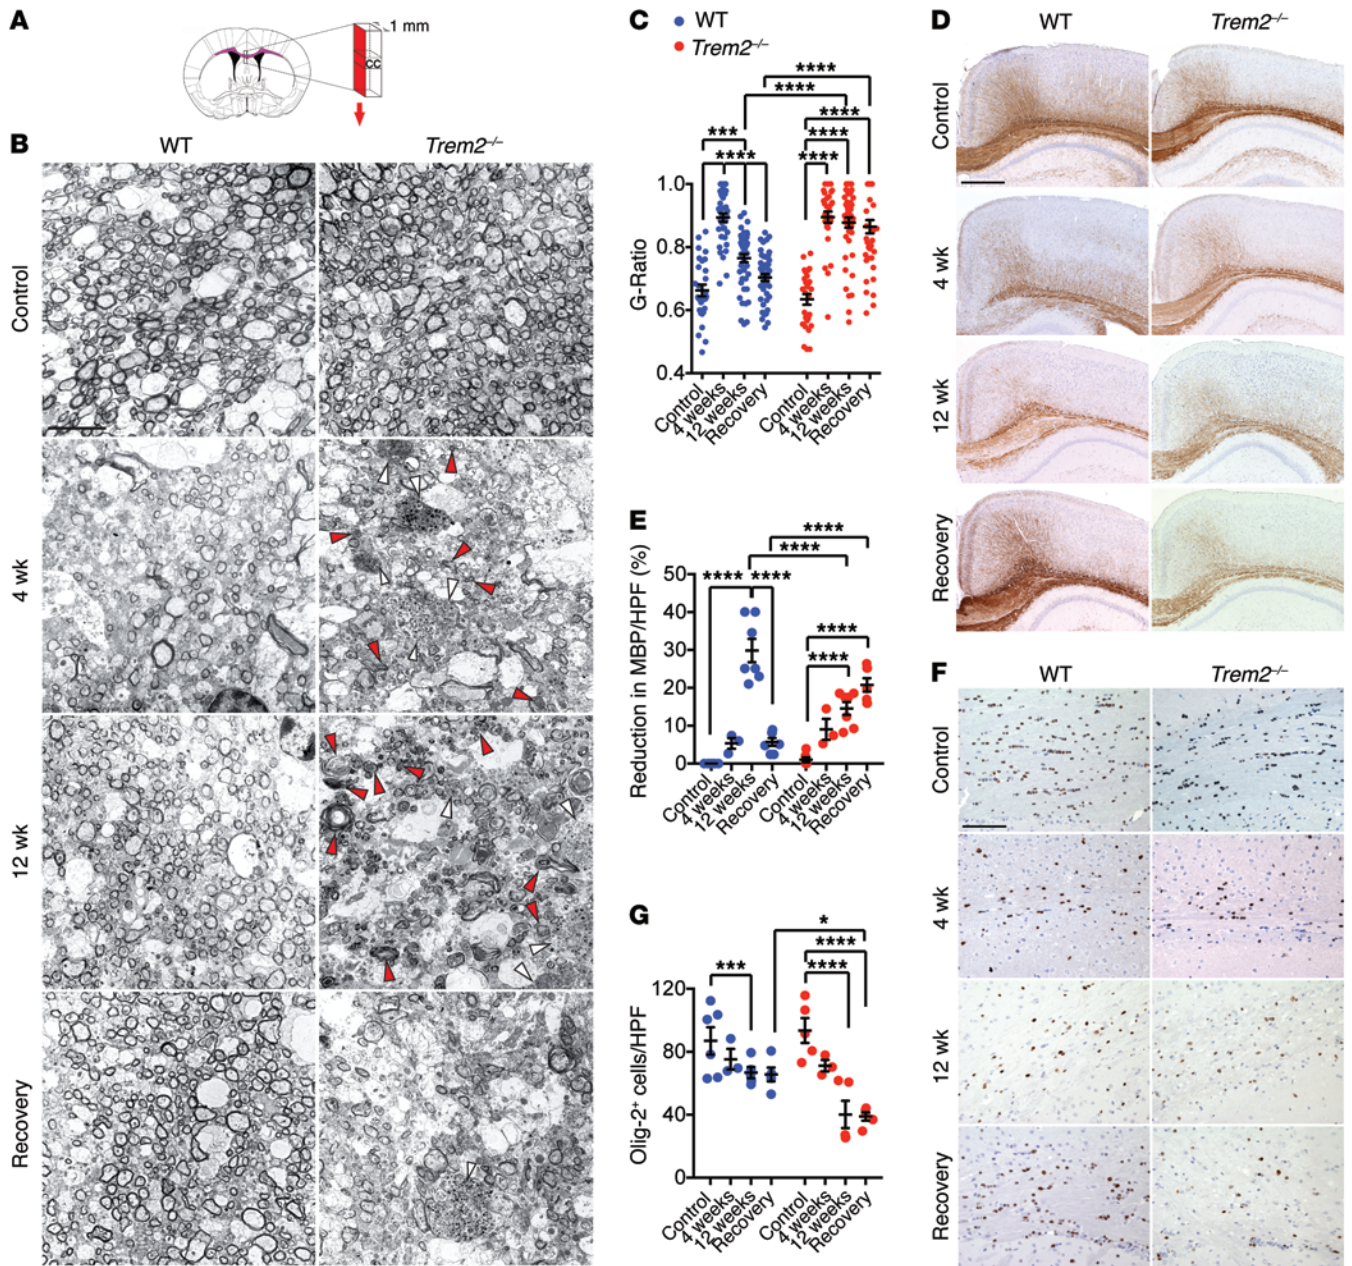 A
1 mm
CC
B
WT
Trem2–/–
Control
4 wk
12 wk
Recovery
C
WT
Trem2–/–
****
****
****
***
****
****
****
1.0
0.8
0.6
0.4
G-Ratio
Control
4 weeks
12 weeks
Recovery
Control
4 weeks
12 weeks
Recovery
D
WT
Trem2–/–
Control
4 wk
12 wk
Recovery
E
****
****
**** ****
****
****
50
40
30
20
10
0
Reduction in MBP/HPF (%)
Control
4 weeks
12 weeks
Recovery
Control
4 weeks
12 weeks
Recovery
F
WT
Trem2–/–
Control
4 wk
12 wk
Recovery
G
*
****
****
***
120
80
40
0
Olig-2+ cells/HPF
Control
4 weeks
12 weeks
Recovery
Control
4 weeks
12 weeks
Recovery